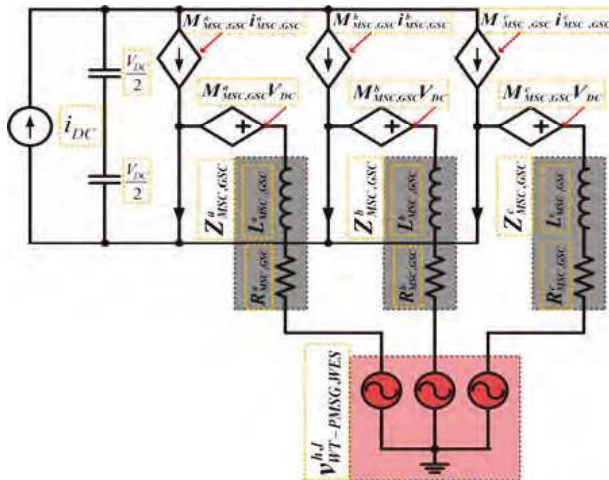 M^a_MSC,GSC i^a_MSC,GSC
M^b_MSC,GSC i^b_MSC,GSC
M^c_MSC,GSC i^c_MSC,GSC
V_DC/2
i_DC
V_DC/2
M^a_MSC,GSC V_DC
M^b_MSC,GSC V_DC
M^c_MSC,GSC V_DC
Z^a_MSC,GSC
L^a_MSC,GSC
R^a_MSC,GSC
Z^b_MSC,GSC
L^b_MSC,GSC
R^b_MSC,GSC
Z^c_MSC,GSC
L^c_MSC,GSC
R^c_MSC,GSC
v^h,l_WT-PMSG,WES